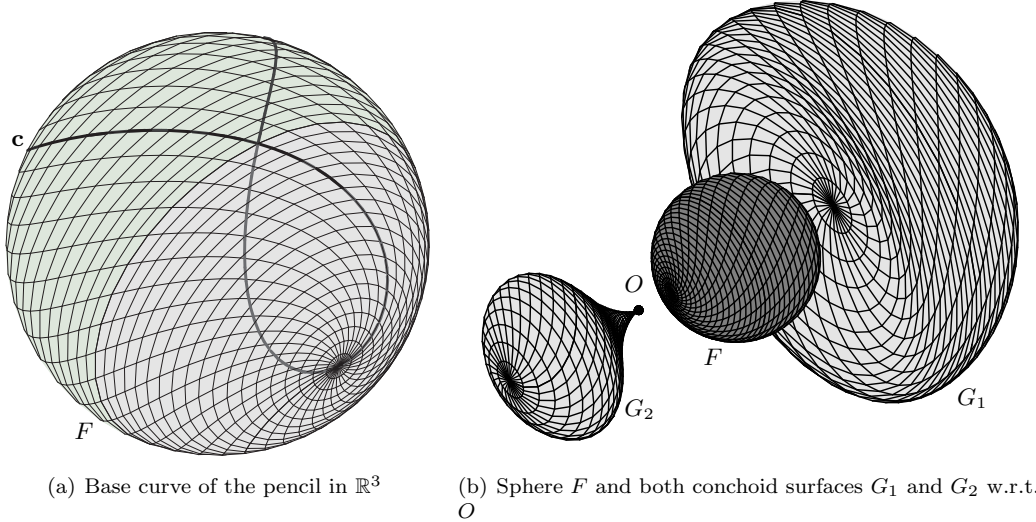 c
F
O
F
G₂
G₁
(a) Base curve of the pencil in ℝ³
(b) Sphere F and both conchoid surfaces G₁ and G₂ w.r.t.
O